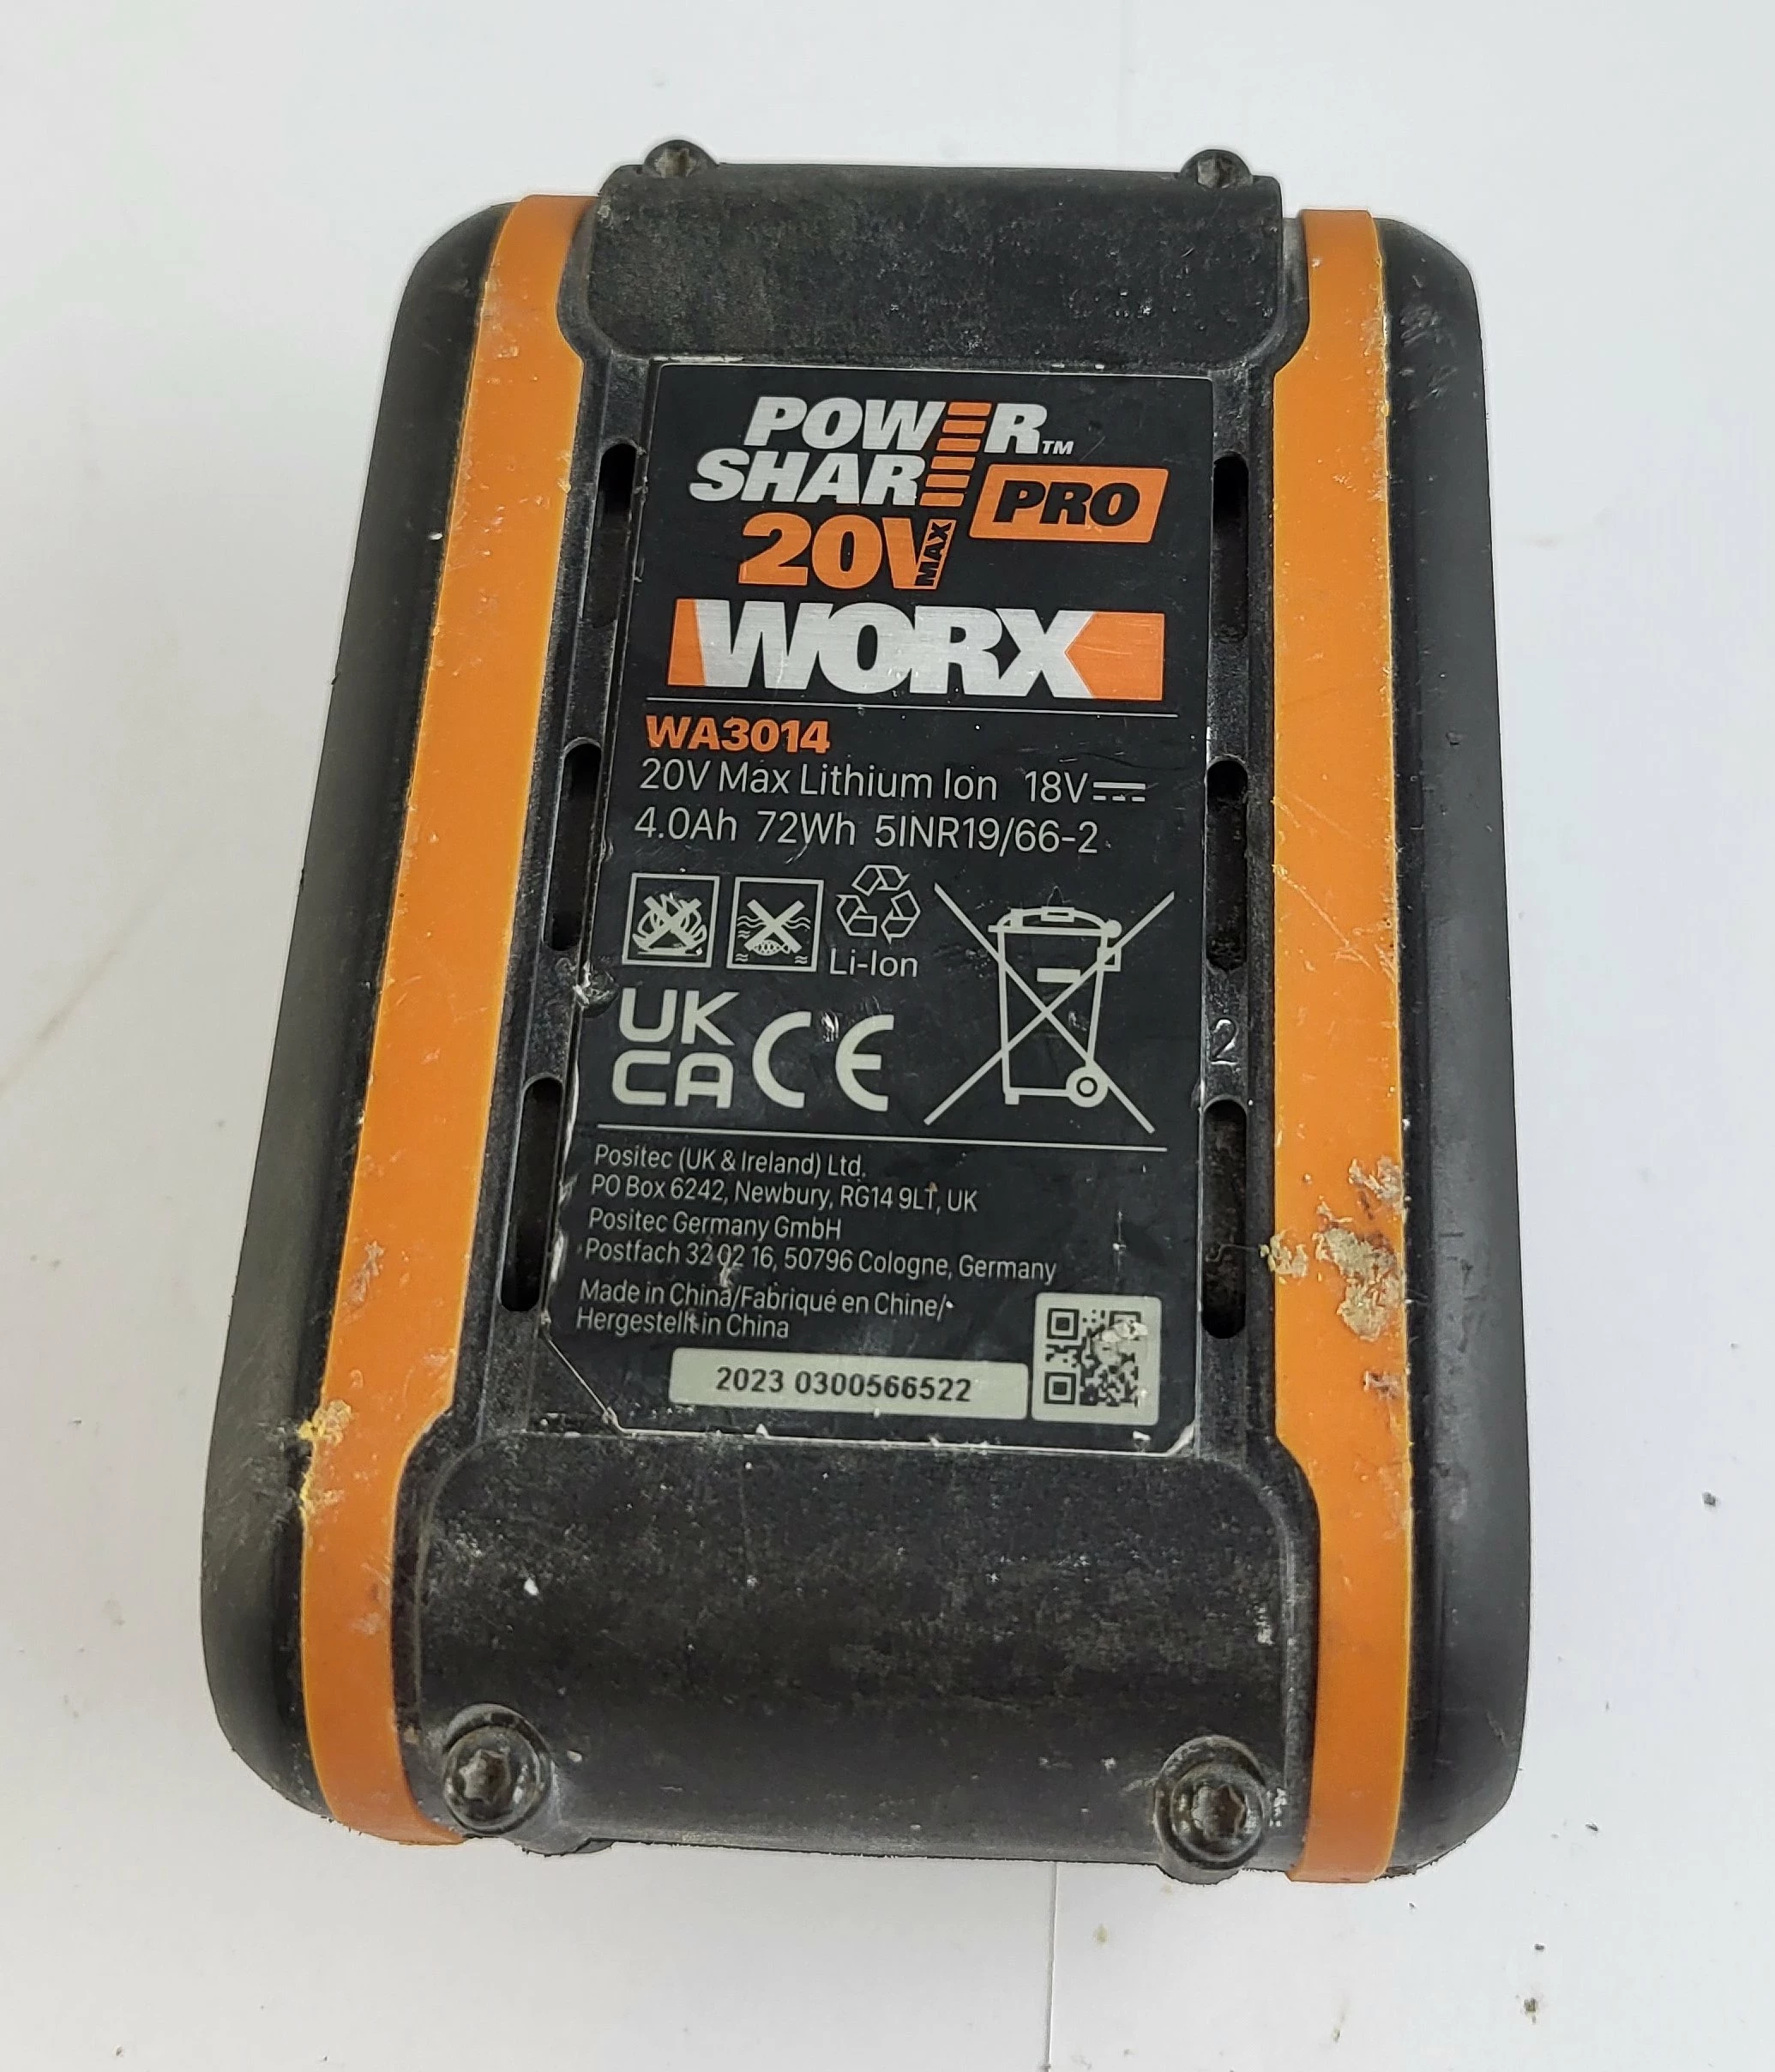 POWER™
SHARE PRO
20V MAX
WORX
WA3014
20V Max Lithium Ion 18V
4.0Ah 72Wh 5INR19/66-2
Li-Ion
UK
CA CE
2
Positec (UK & Ireland) Ltd.
PO Box 6242, Newbury, RG14 9LT, UK
Positec Germany GmbH
Postfach 32 02 16, 50796 Cologne, Germany
Made in China/Fabriqué en Chine/
Hergestellt in China
2023 0300566522